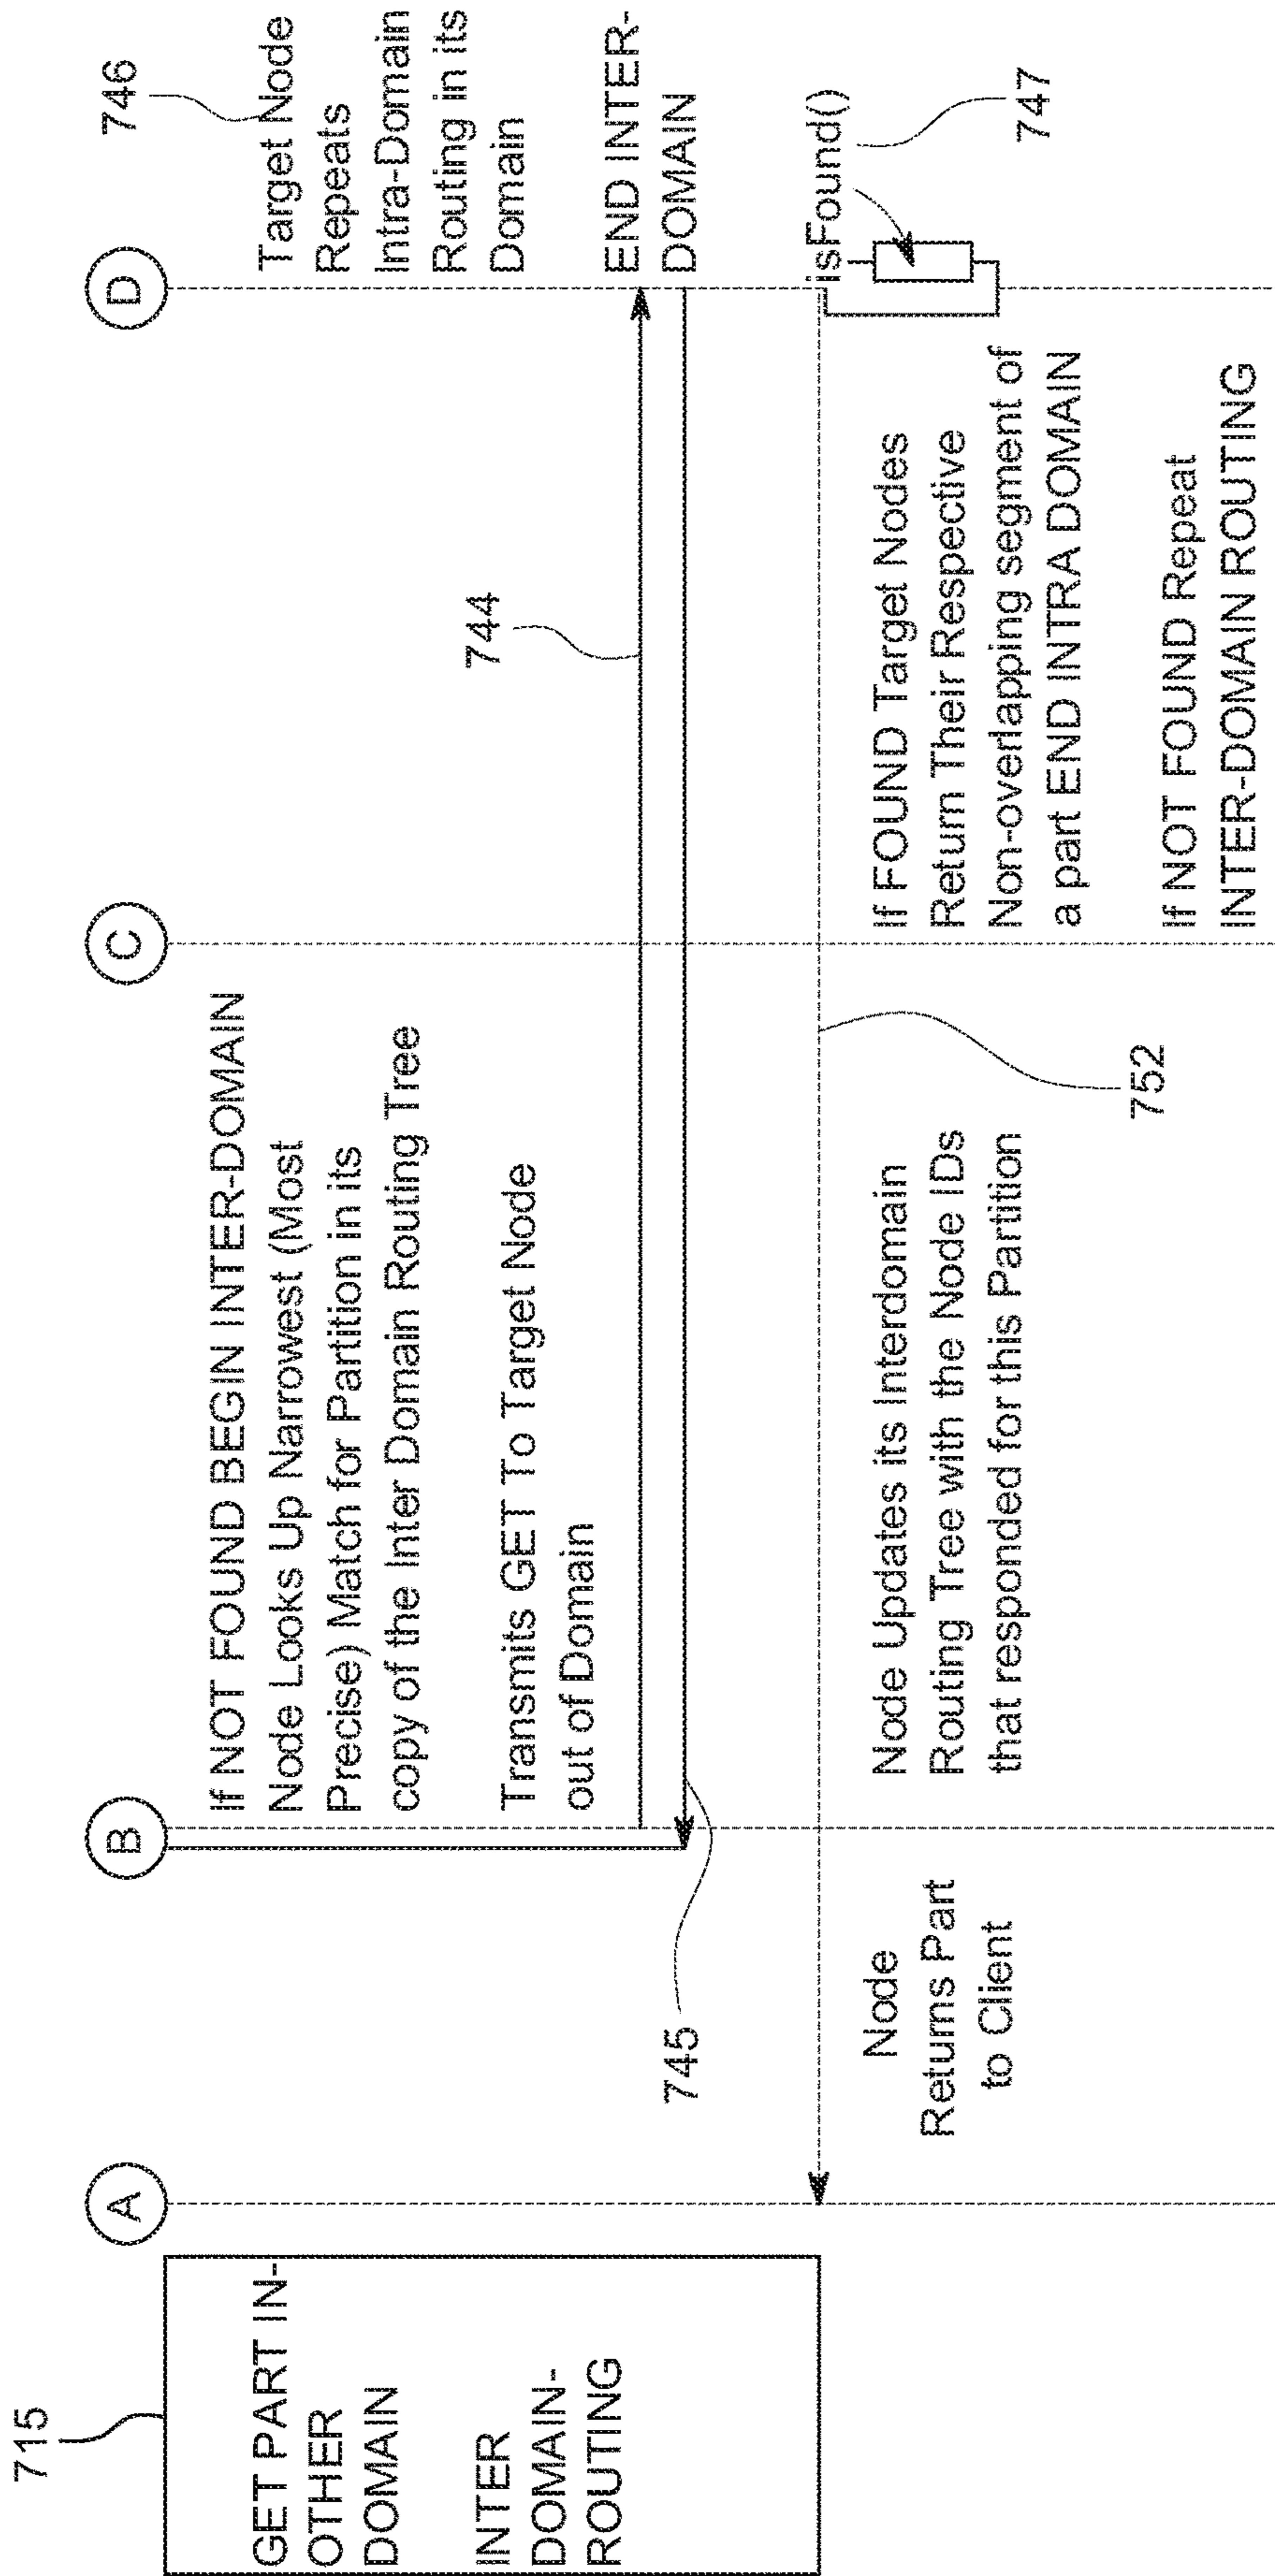 715
GET PART IN-
OTHER
DOMAIN
INTER
DOMAIN-
ROUTING
A
B
C
D
If NOT FOUND BEGIN INTER-DOMAIN
Node Looks Up Narrowest (Most
Precise) Match for Partition in its
copy of the Inter Domain Routing Tree
Transmits GET To Target Node
out of Domain
746
Target Node
Repeats
Intra-Domain
Routing in its
Domain
END INTER-
DOMAIN
744
745
isFound()
747
752
Node
Returns Part
to Client
Node Updates its Interdomain
Routing Tree with the Node IDs
that responded for this Partition
If FOUND Target Nodes
Return Their Respective
Non-overlapping segment of
a part END INTRA DOMAIN
If NOT FOUND Repeat
INTER-DOMAIN ROUTING